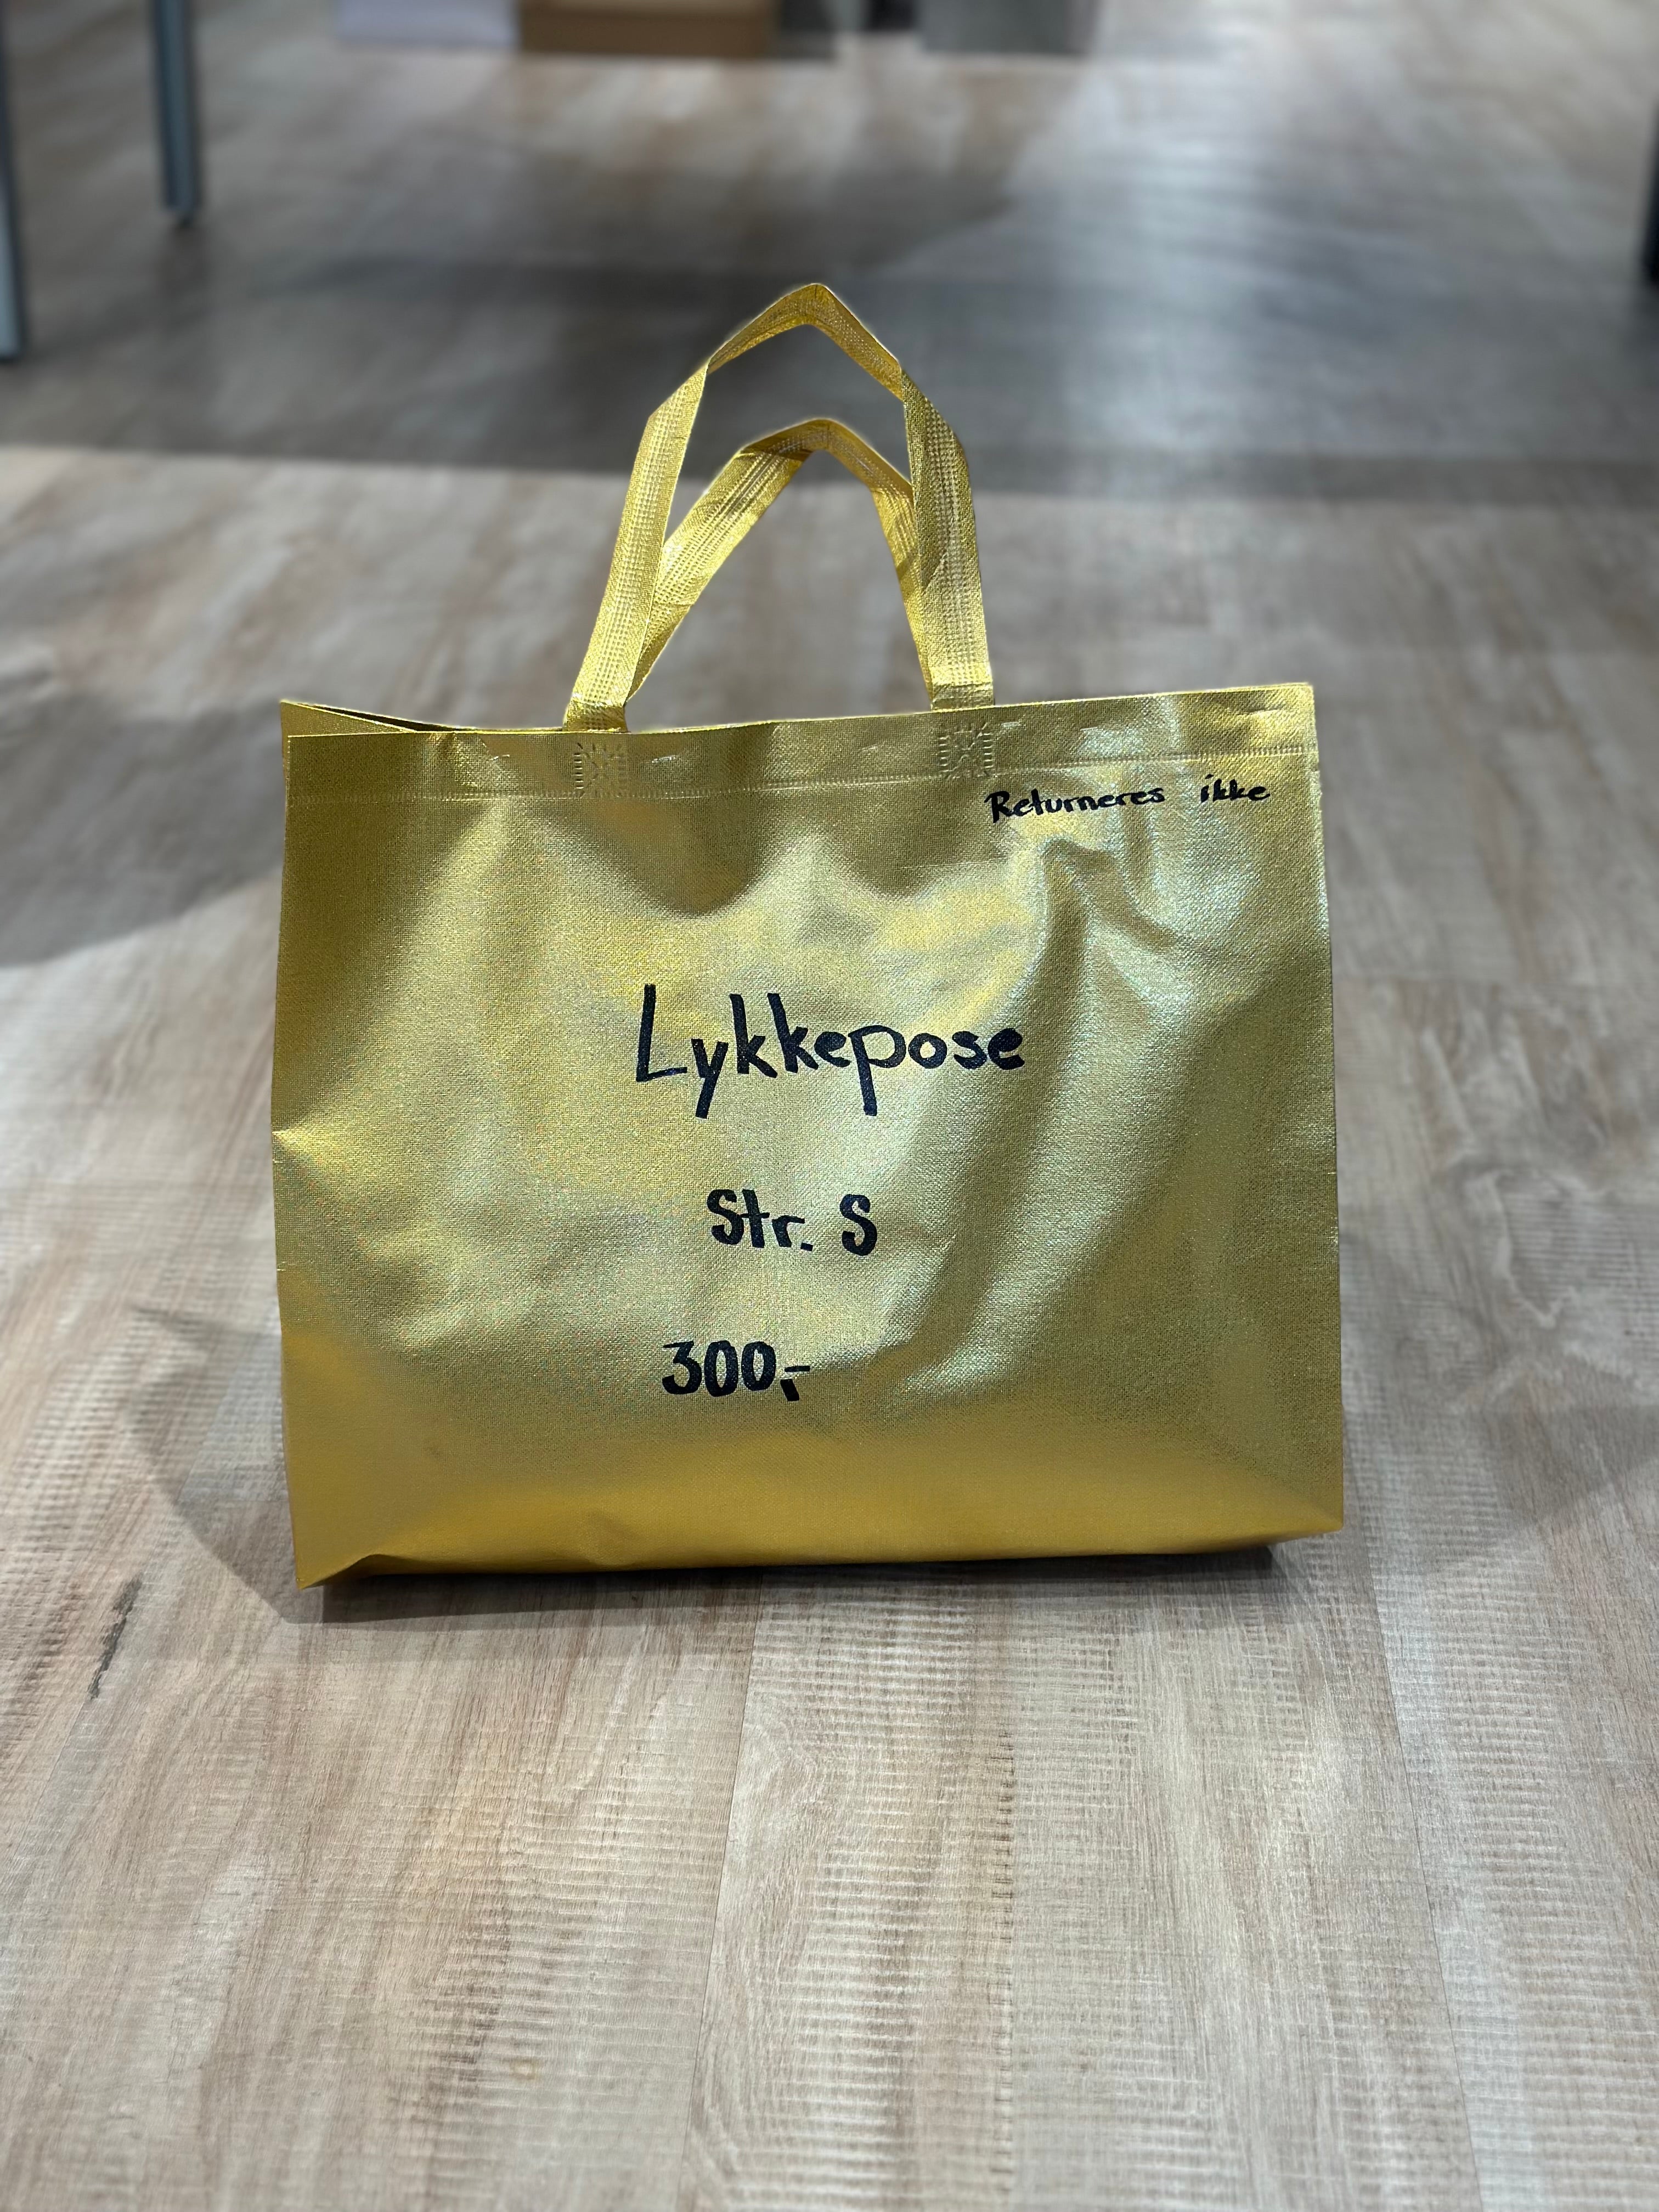 Returneres ikke
Lykkepose
Str. S
300,-